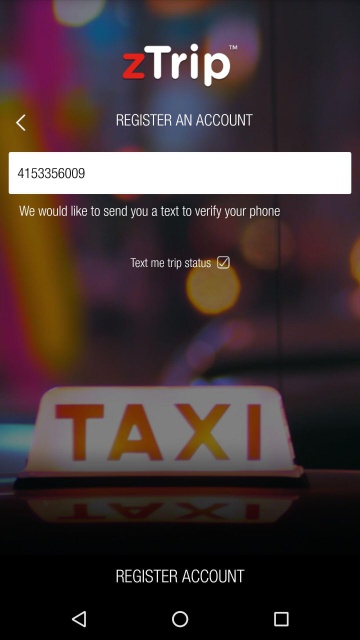 zTrip™
REGISTER AN ACCOUNT
4153356009
We would like to send you a text to verify your phone
Text me trip status
TAXI
REGISTER ACCOUNT